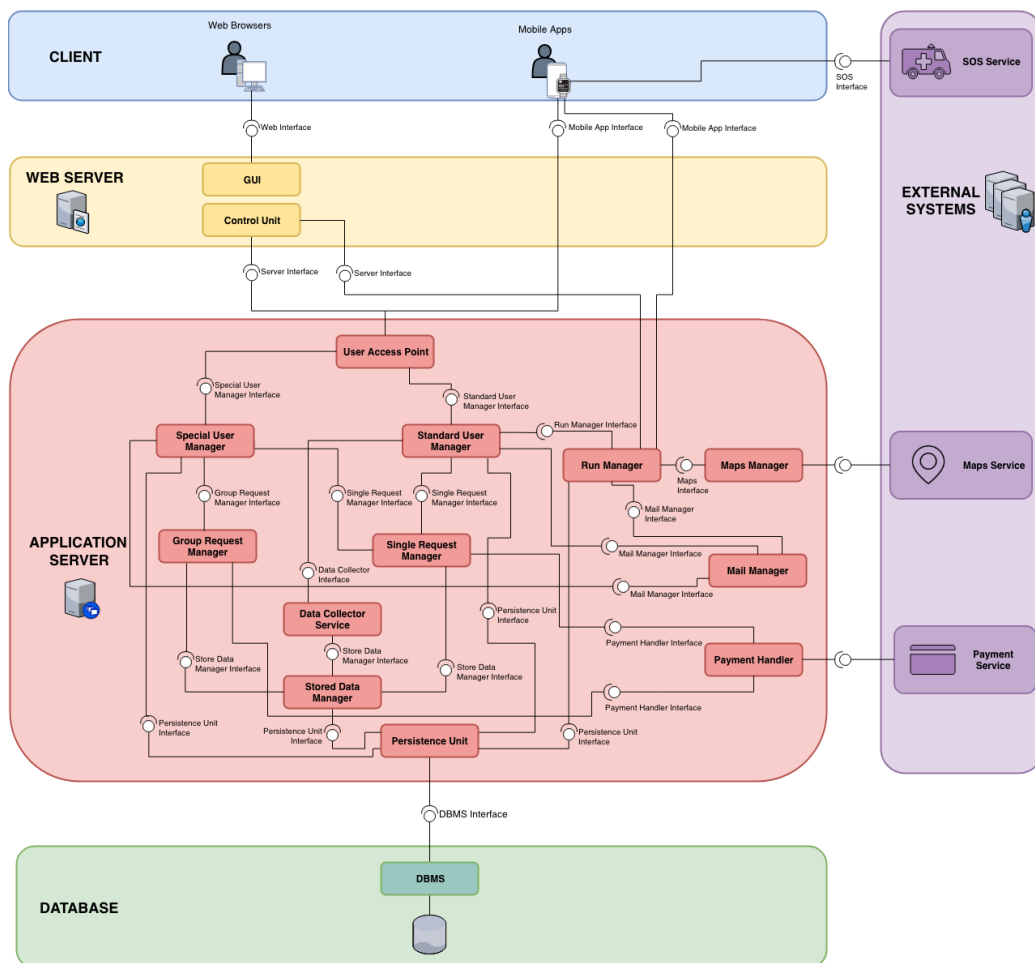 Web Browsers
Mobile Apps
CLIENT
SOS Service
SOS
Interface
Web Interface
Mobile App Interface
Mobile App Interface
WEB SERVER
GUI
Control Unit
EXTERNAL
SYSTEMS
Server Interface
Server Interface
User Access Point
Special User
Manager Interface
Standard User
Manager Interface
Run Manager Interface
Special User
Manager
Standard User
Manager
Run Manager
Maps
Interface
Maps Manager
Maps Service
Group Request
Manager Interface
Single Request
Manager Interface
Single Request
Manager Interface
Mail Manager
Interface
APPLICATION
SERVER
Group Request
Manager
Single Request
Manager
Mail Manager Interface
Mail Manager
Data Collector
Interface
Mail Manager Interface
Data Collector
Service
Persistence Unit
Interface
Payment Handler Interface
Store Data
Manager Interface
Store Data
Manager Interface
Store Data
Manager Interface
Payment Handler
Payment
Service
Stored Data
Manager
Payment Handler Interface
Persistence Unit
Interface
Persistence Unit
Interface
Persistence Unit
Persistence Unit
Interface
DBMS Interface
DBMS
DATABASE